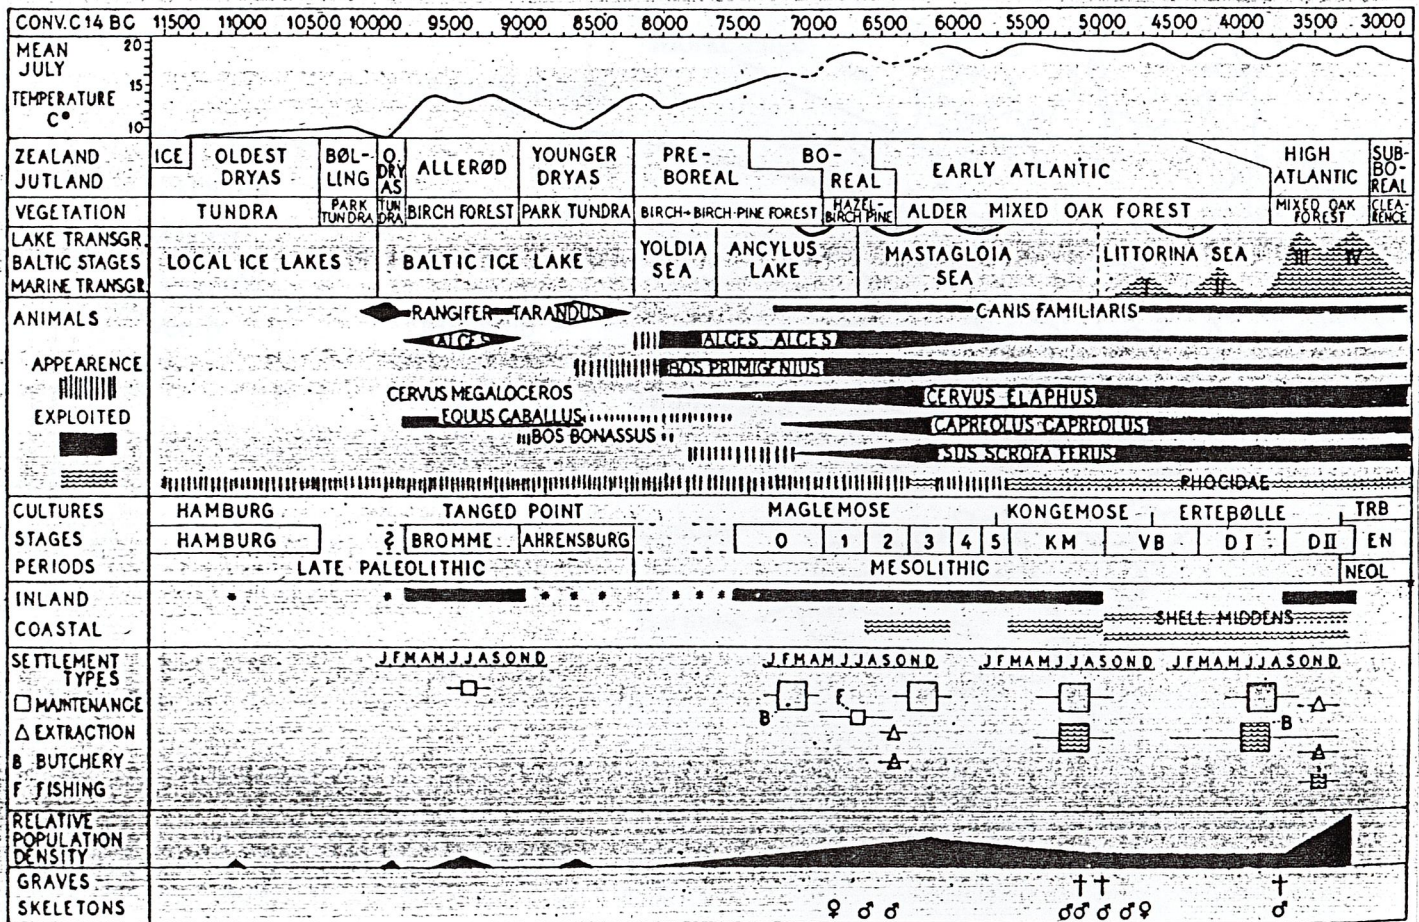 CONV. C 14 BC 11500 11000 10500 10000 9500 9000 8500 8000 7500 7000 6500 6000 5500 5000 4500 4000 3500 3000
MEAN JULY TEMPERATURE C°
20
15
10
ZEALAND JUTLAND
ICE
OLDEST DRYAS
BØL-LING
O. DRY AS
ALLERØD
YOUNGER DRYAS
PRE-BOREAL
BO-REAL
EARLY ATLANTIC
HIGH ATLANTIC
SUB-BO-REAL
VEGETATION
TUNDRA
PARK TUNDRA
TUN DRA
BIRCH FOREST
PARK TUNDRA
BIRCH-BIRCH-PINE FOREST
HAZEL-BIRCH PINE
ALDER MIXED OAK FOREST
MIXED OAK FOREST
CLEA-RENCE
LAKE TRANSGR.
BALTIC STAGES
MARINE TRANSGR.
LOCAL ICE LAKES
BALTIC ICE LAKE
YOLDIA SEA
ANCYLUS LAKE
MASTAGLOIA SEA
LITTORINA SEA
I II III IV
ANIMALS
APPEARENCE
EXPLOITED
RANGIFER TARANDUS
CANIS FAMILIARIS
ALCES
ALCES ALCES
BOS PRIMIGENIUS
CERVUS MEGALOCEROS
CERVUS ELAPHUS
EQUUS CABALLUS
CAPREOLUS CAPREOLUS
BOS BONASSUS
SUS SCROFA FERUS
PHOCIDAE
CULTURES
HAMBURG TANGED POINT MAGLEMOSE KONGEMOSE ERTEBØLLE TRB
STAGES
HAMBURG ? BROMME AHRENSBURG 0 1 2 3 4 5 KM VB D I D II EN
PERIODS
LATE PALEOLITHIC MESOLITHIC NEOL
INLAND
COASTAL
SHELL MIDDENS
SETTLEMENT TYPES
J F M A M J J A S O N D J F M A M J J A S O N D J F M A M J J A S O N D J F M A M J J A S O N D
□ MAINTENANCE
△ EXTRACTION
B BUTCHERY
F FISHING
B F B
RELATIVE POPULATION DENSITY
GRAVES
† † †
SKELETONS
♀ ♂ ♂ ♂♂ ♂ ♂♀ ♂